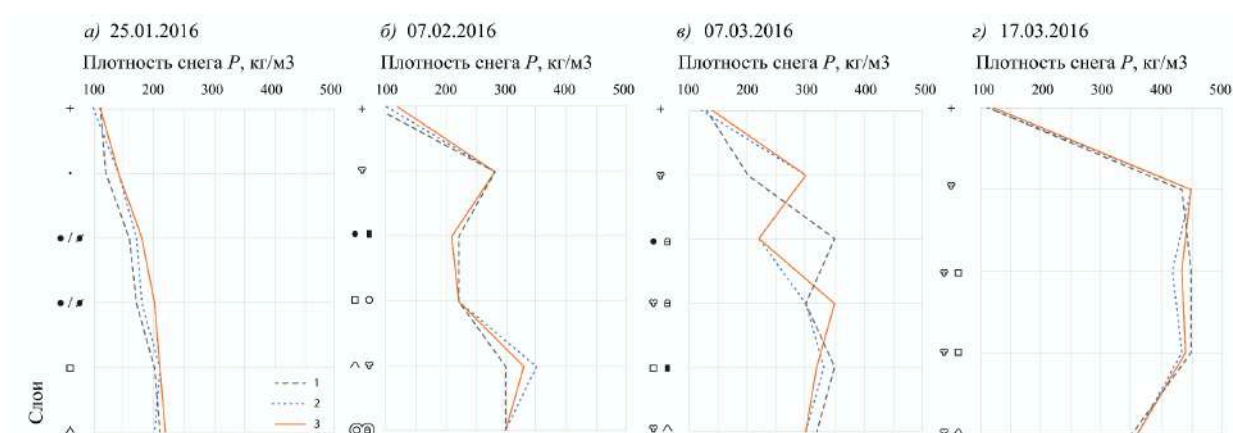 а) 25.01.2016
Плотность снега P, кг/м3
100 200 300 400 500
б) 07.02.2016
Плотность снега P, кг/м3
100 200 300 400 500
в) 07.03.2016
Плотность снега P, кг/м3
100 200 300 400 500
г) 17.03.2016
Плотность снега P, кг/м3
100 200 300 400 500
Слои
1
2
3